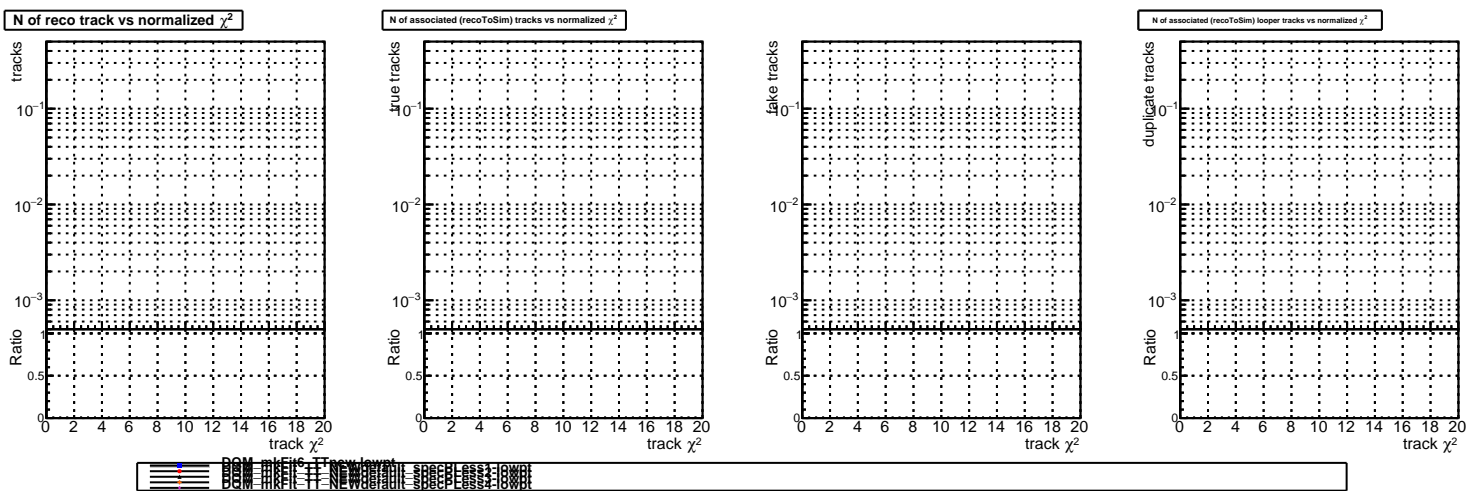 N of reco track vs normalized χ²
tracks
10⁻¹
10⁻²
10⁻³
Ratio
1
0.5
0
0 2 4 6 8 10 12 14 16 18 20
track χ²
N of associated (recoToSim) tracks vs normalized χ²
true tracks
10⁻¹
10⁻²
10⁻³
Ratio
1
0.5
0
0 2 4 6 8 10 12 14 16 18 20
track χ²
fake tracks
10⁻¹
10⁻²
10⁻³
Ratio
1
0.5
0
0 2 4 6 8 10 12 14 16 18 20
track χ²
N of associated (recoToSim) looper tracks vs normalized χ²
duplicate tracks
10⁻¹
10⁻²
10⁻³
Ratio
1
0.5
0
0 2 4 6 8 10 12 14 16 18 20
track χ²
DQM_mkFit6_TTnew-lowpt
DQM_mkFit_TT_NEWdefault_specPLess1-lowpt
DQM_mkFit_TT_NEWdefault_specPLess4-lowpt